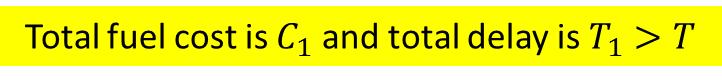 Total fuel cost is C₁ and total delay is T₁ > T